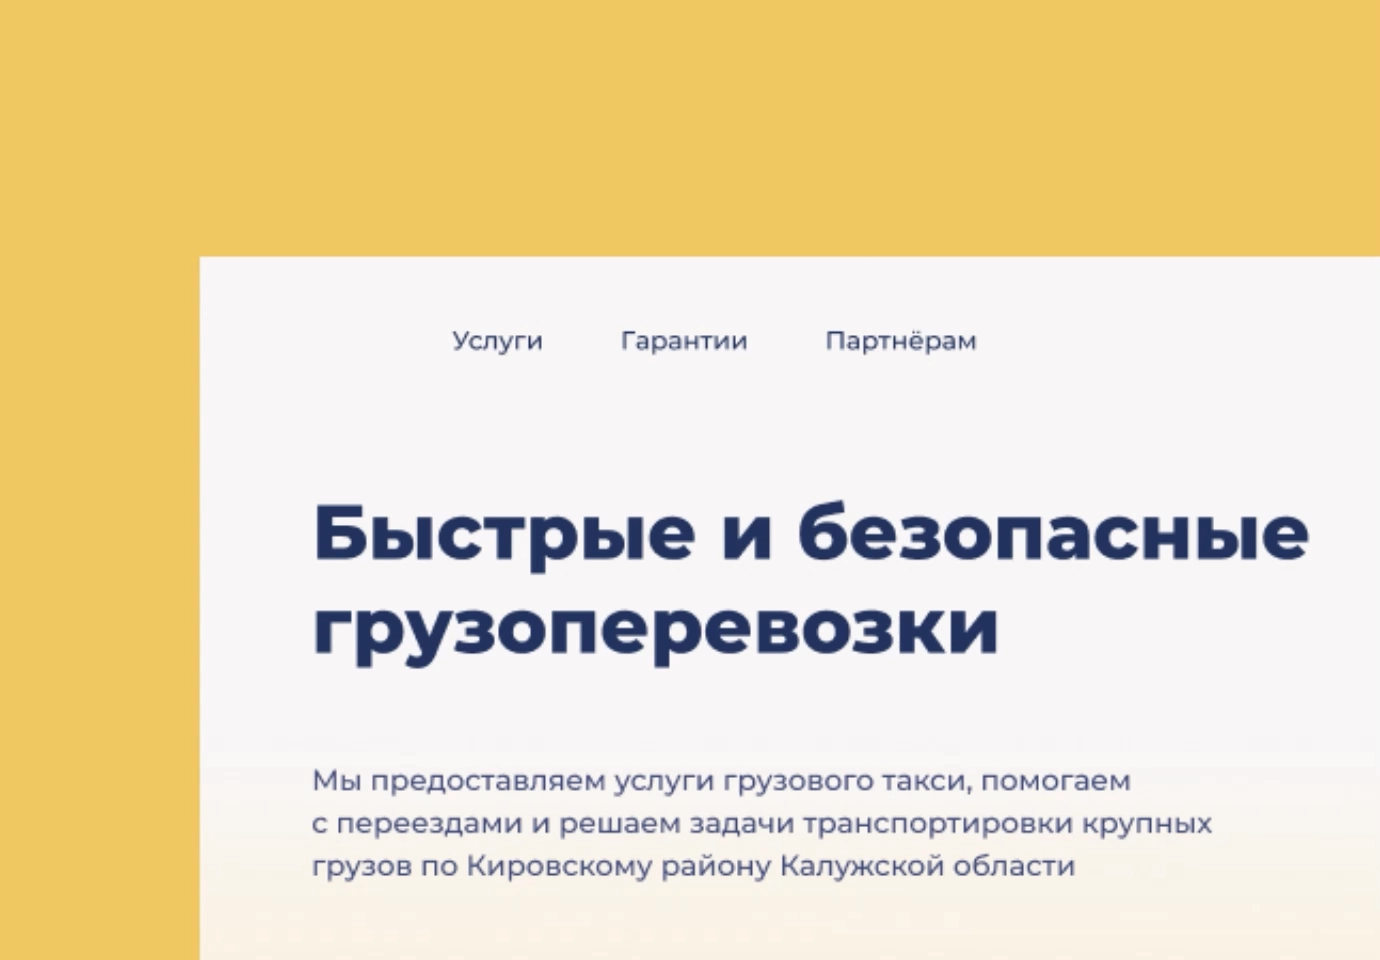 Услуги Гарантии Партнёрам
Быстрые и безопасные
грузоперевозки
Мы предоставляем услуги грузового такси, помогаем
с переездами и решаем задачи транспортировки крупных
грузов по Кировскому району Калужской области